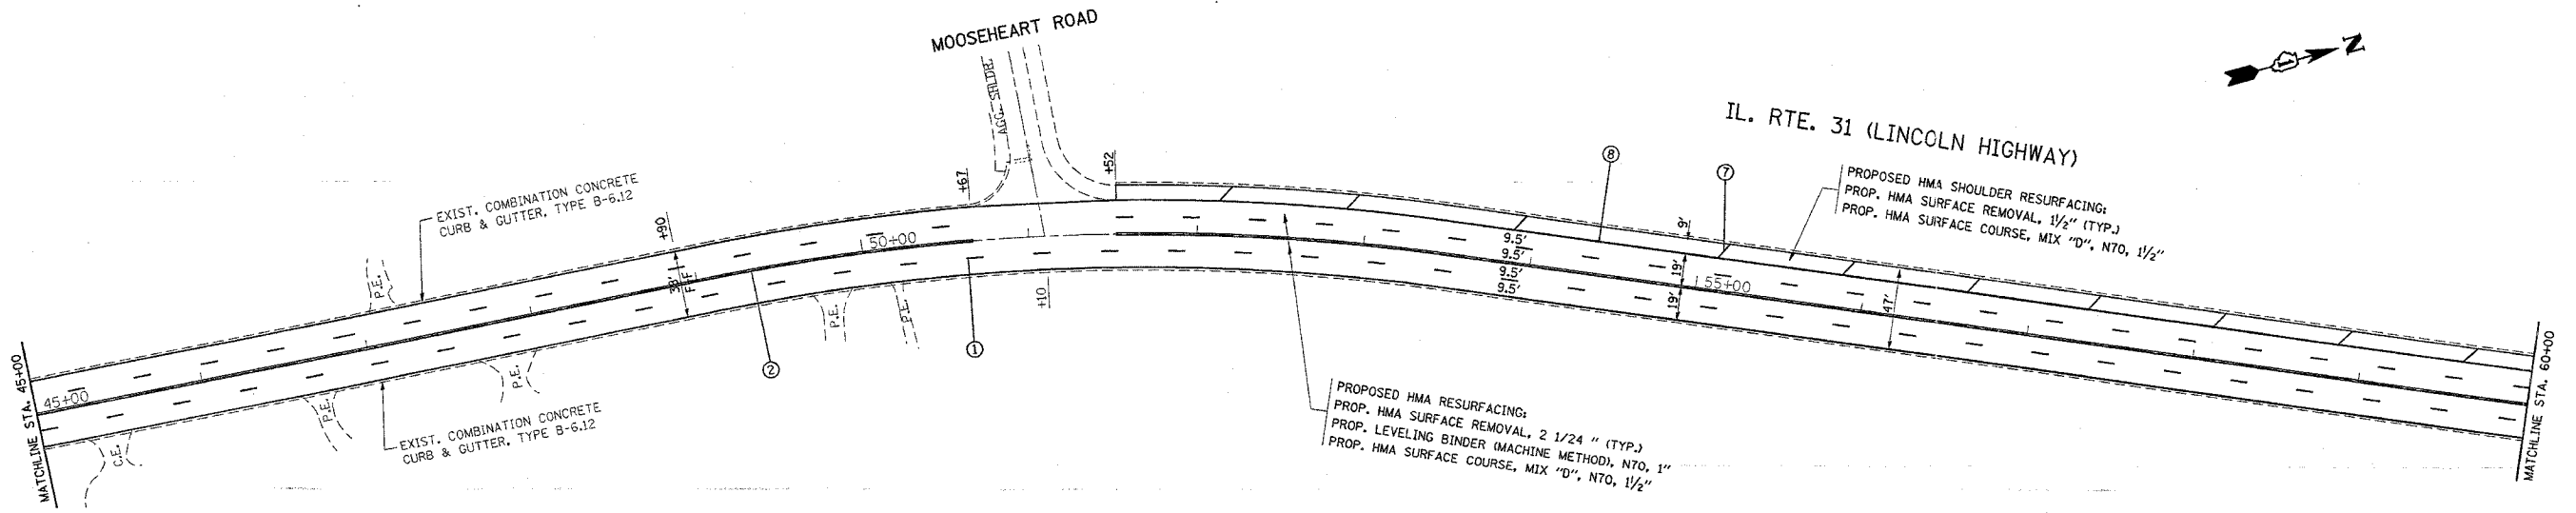 MOOSEHEART ROAD
AGG. SHLDR.
N
IL. RTE. 31 (LINCOLN HIGHWAY)
PROPOSED HMA SHOULDER RESURFACING:
PROP. HMA SURFACE REMOVAL, 1½" (TYP.)
PROP. HMA SURFACE COURSE, MIX "D", N70, 1½"
8
7
+67
+52
EXIST. COMBINATION CONCRETE
CURB & GUTTER, TYPE B-6.12
+90
50+00
38'
F-F
9'
9.5'
9.5'
9.5'
9.5'
19'
19'
55+00
47'
P.E.
P.E.
P.E.
P.E.
P.E.
C.E.
+10
1
2
MATCHLINE STA. 45+00
45+00
MATCHLINE STA. 60+00
EXIST. COMBINATION CONCRETE
CURB & GUTTER, TYPE B-6.12
PROPOSED HMA RESURFACING:
PROP. HMA SURFACE REMOVAL, 2 1/24 " (TYP.)
PROP. LEVELING BINDER (MACHINE METHOD), N70, 1"
PROP. HMA SURFACE COURSE, MIX "D", N70, 1½"